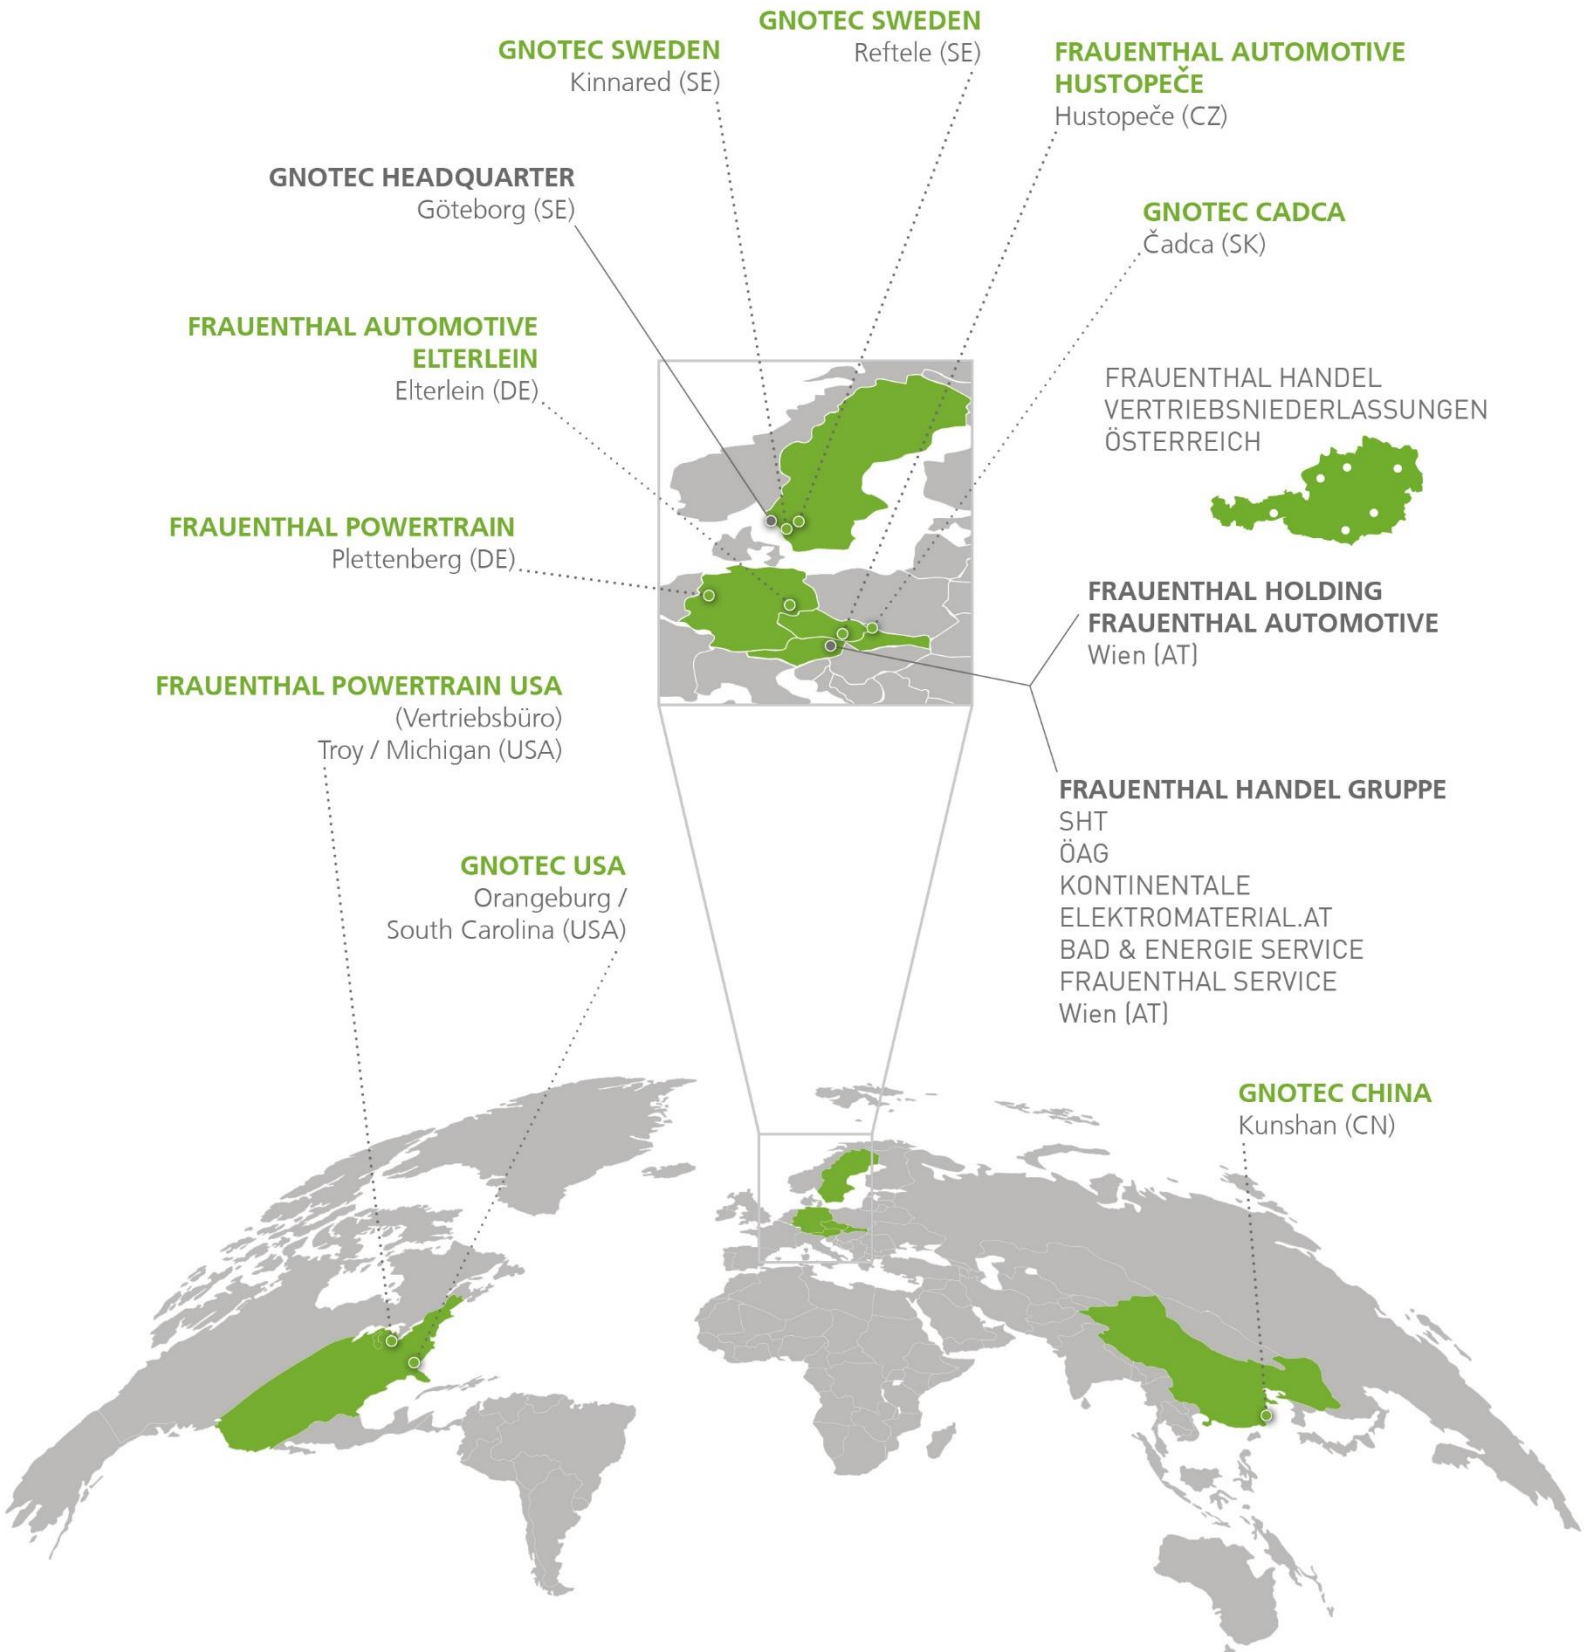 GNOTEC SWEDEN
Reftele (SE)
GNOTEC SWEDEN
Kinnared (SE)
FRAUENTHAL AUTOMOTIVE
HUSTOPEČE
Hustopeče (CZ)
GNOTEC HEADQUARTER
Göteborg (SE)
GNOTEC CADCA
Čadca (SK)
FRAUENTHAL AUTOMOTIVE
ELTERLEIN
Elterlein (DE)
FRAUENTHAL HANDEL
VERTRIEBSNIEDERLASSUNGEN
ÖSTERREICH
FRAUENTHAL POWERTRAIN
Plettenberg (DE)
FRAUENTHAL HOLDING
FRAUENTHAL AUTOMOTIVE
Wien (AT)
FRAUENTHAL POWERTRAIN USA
(Vertriebsbüro)
Troy / Michigan (USA)
FRAUENTHAL HANDEL GRUPPE
SHT
ÖAG
KONTINENTALE
ELEKTROMATERIAL.AT
BAD & ENERGIE SERVICE
FRAUENTHAL SERVICE
Wien (AT)
GNOTEC USA
Orangeburg /
South Carolina (USA)
GNOTEC CHINA
Kunshan (CN)